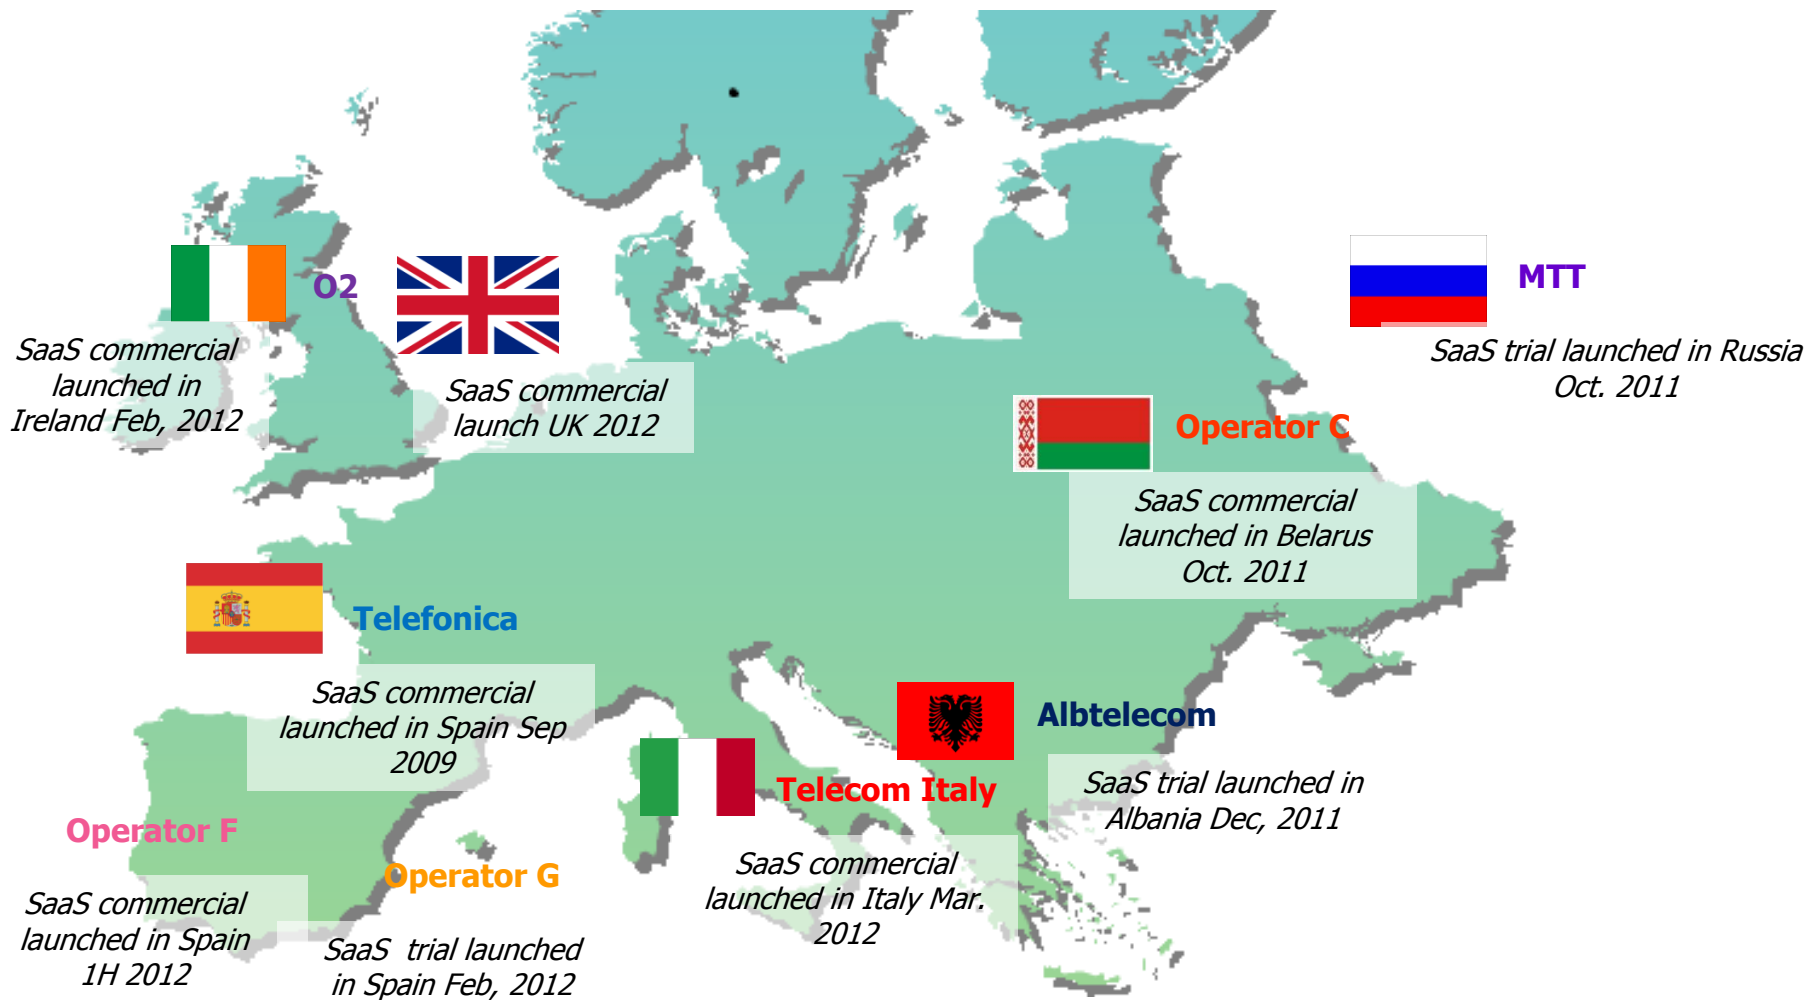 O2
SaaS commercial
launched in
Ireland Feb, 2012
SaaS commercial
launch UK 2012
MTT
SaaS trial launched in Russia
Oct. 2011
Operator C
SaaS commercial
launched in Belarus
Oct. 2011
Telefonica
SaaS commercial
launched in Spain Sep
2009
Albtelecom
SaaS trial launched in
Albania Dec, 2011
Telecom Italy
SaaS commercial
launched in Italy Mar.
2012
Operator F
SaaS commercial
launched in Spain
1H 2012
Operator G
SaaS  trial launched
in Spain Feb, 2012